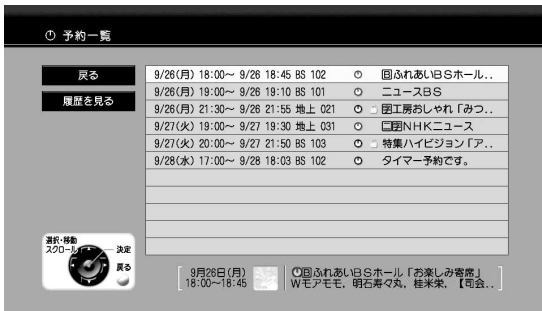 予約一覧
戻る
履歴を見る
9/26(月) 18:00～ 9/26 18:45 BS 102 回ふれあいBSホール..
9/26(月) 19:00～ 9/26 19:10 BS 101 ニュースBS
9/26(月) 21:30～ 9/26 21:55 地上 021 工房おしゃれ「みつ..
9/27(火) 19:00～ 9/27 19:30 地上 031 NHKニュース
9/27(火) 20:00～ 9/27 21:50 BS 103 特集ハイビジョン「ア..
9/28(水) 17:00～ 9/28 18:03 BS 102 タイマー予約です。
選択・移動
スクロール
決定
戻る
9月26日(月)
18:00～18:45
回ふれあいBSホール「お楽しみ寄席」
Wモアモモ，明石寿々丸，桂米栄，【司会..